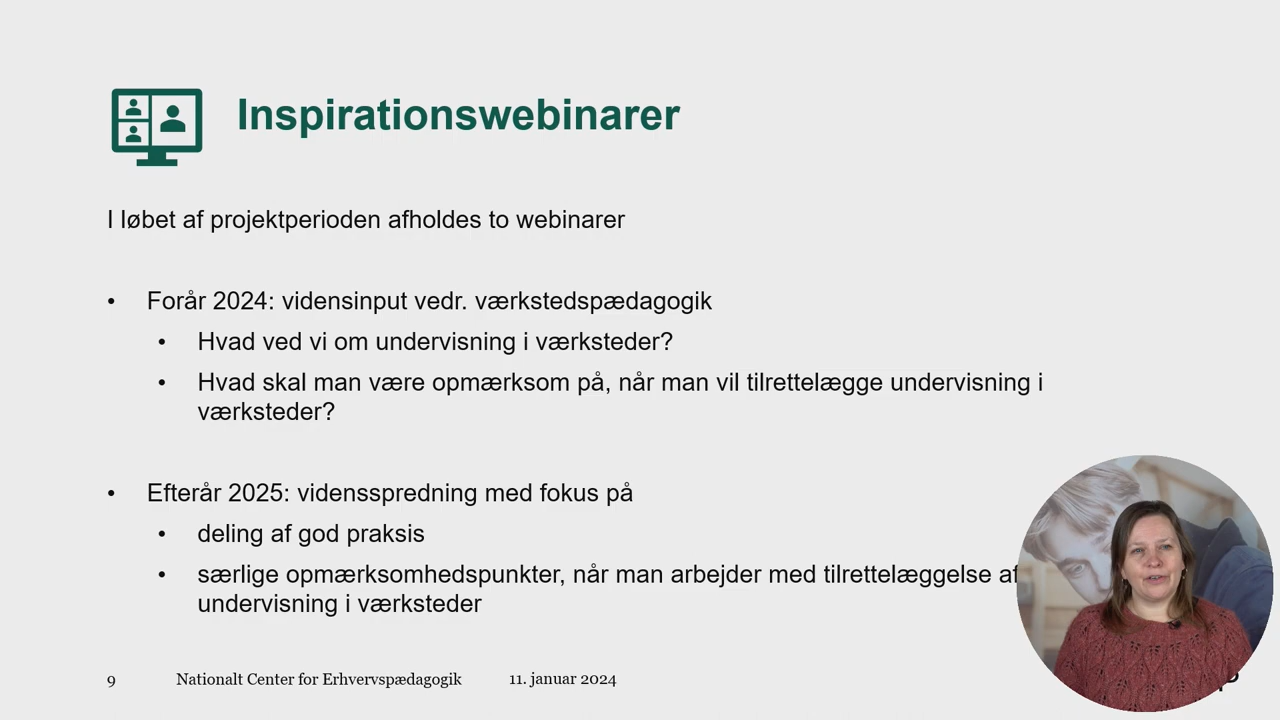 Inspirationswebinarer
I løbet af projektperioden afholdes to webinarer
• Forår 2024: vidensinput vedr. værkstedspædagogik
• Hvad ved vi om undervisning i værksteder?
• Hvad skal man være opmærksom på, når man vil tilrettelægge undervisning i
værksteder?
• Efterår 2025: vidensspredning med fokus på
• deling af god praksis
• særlige opmærksomhedspunkter, når man arbejder med tilrettelæggelse af
undervisning i værksteder
9 Nationalt Center for Erhvervspædagogik 11. januar 2024